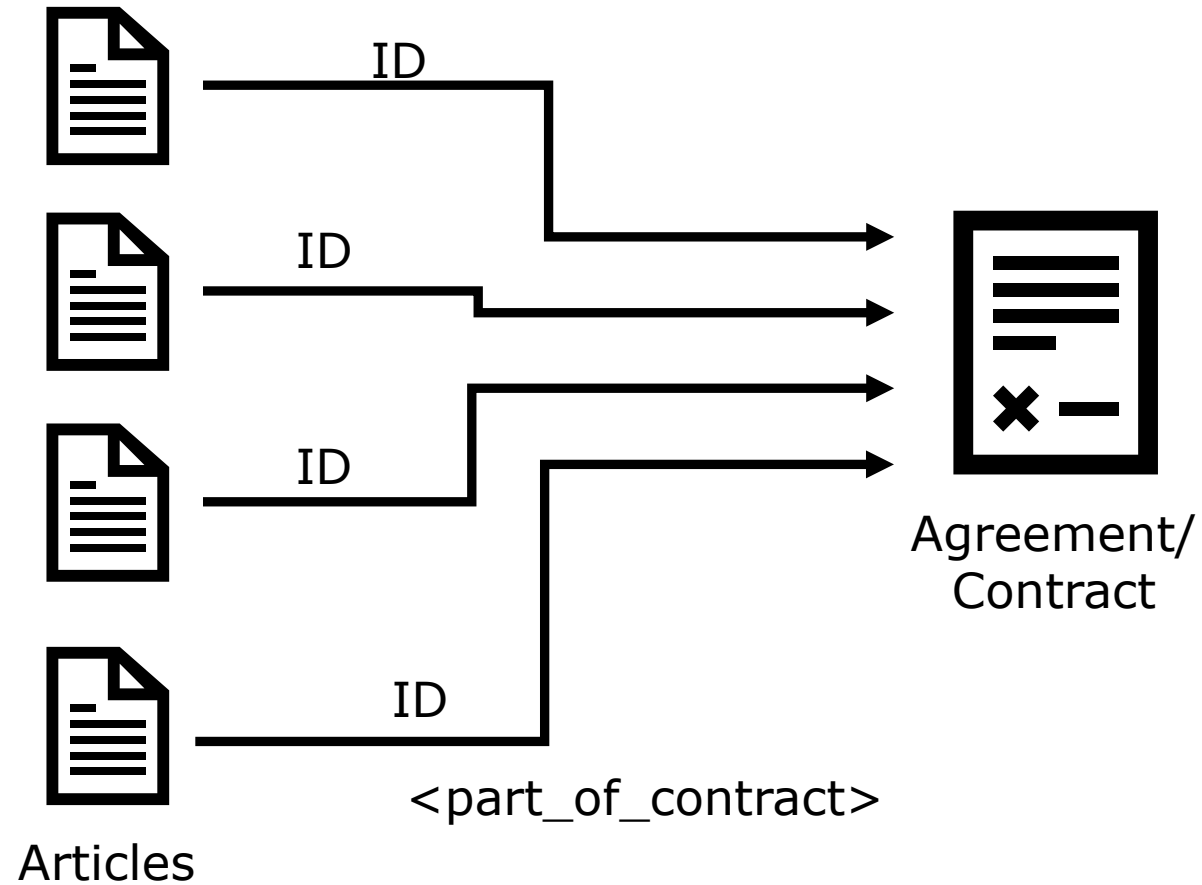 ID
ID
ID
Agreement/
Contract
ID
<part_of_contract>
Articles